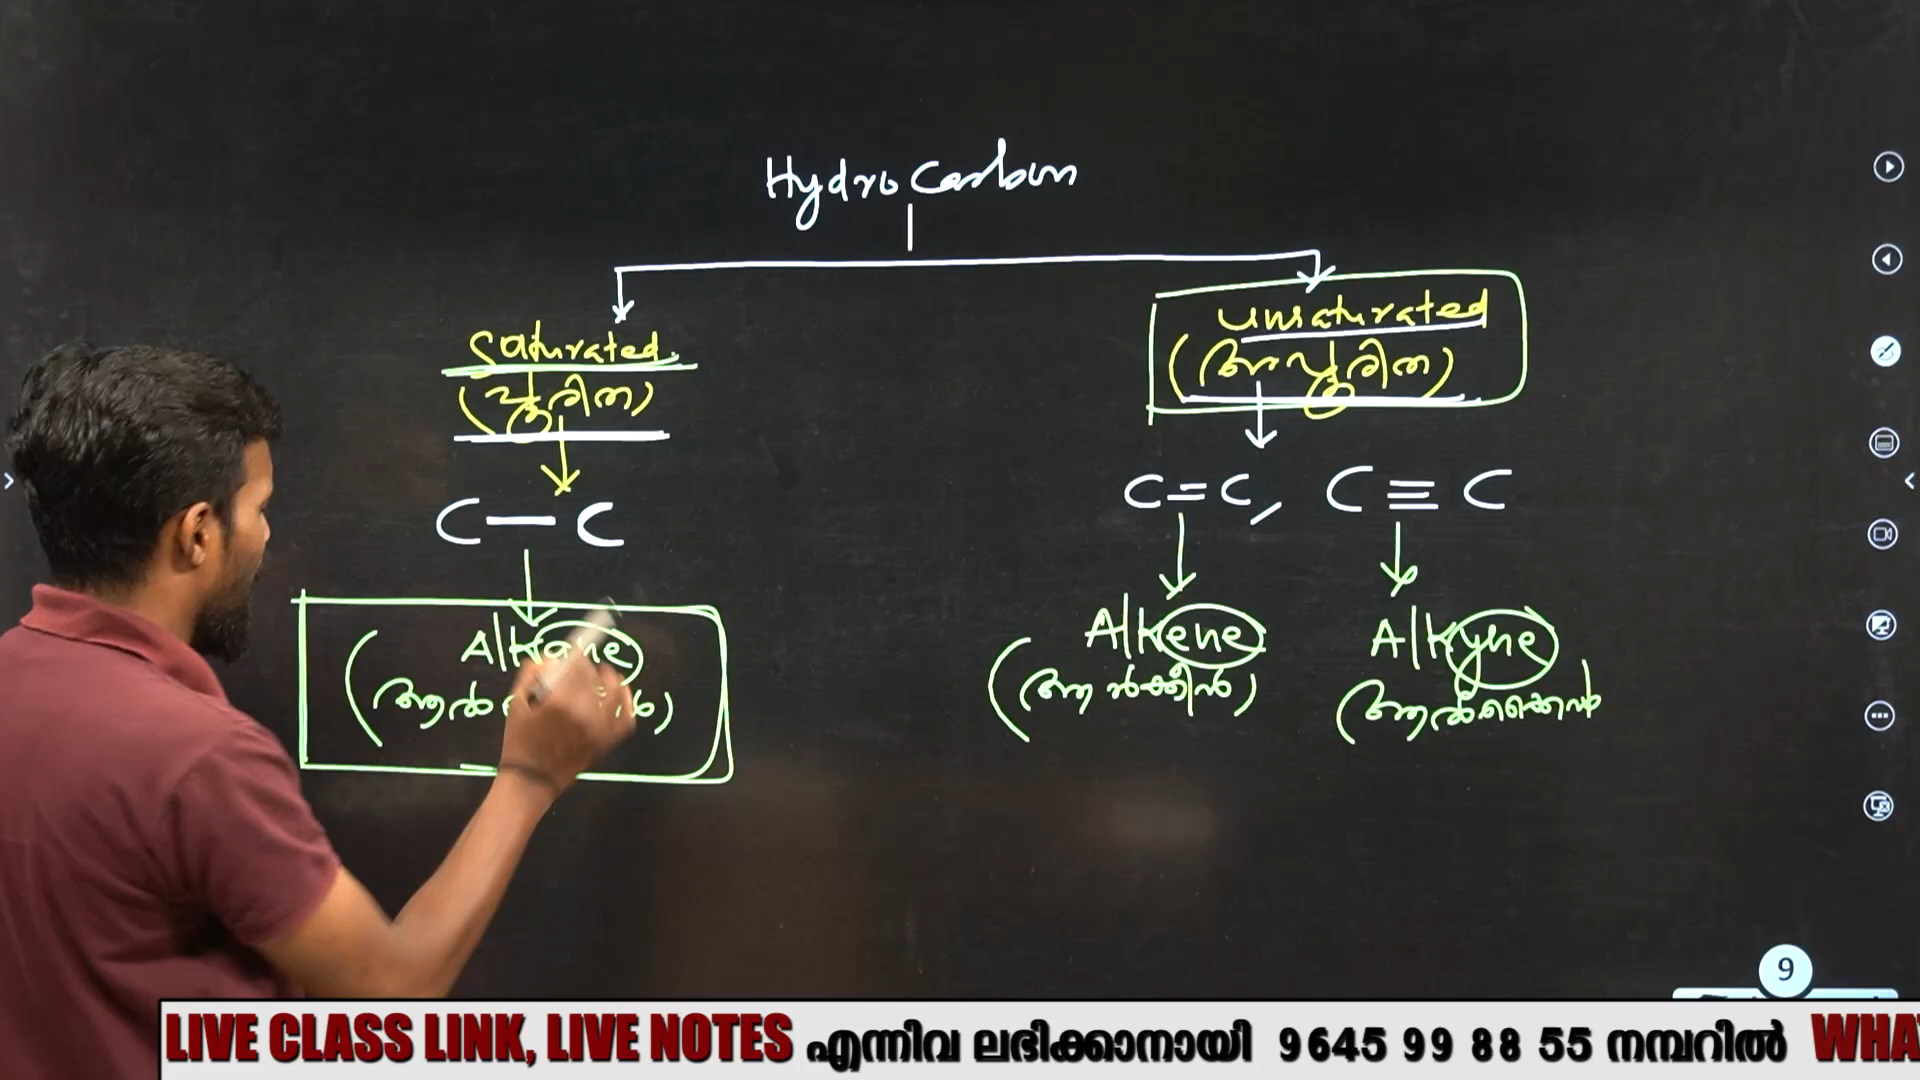 Hydro Carbon
Saturated.
(പൂരിത)
unsaturated
(അപൂരിത)
C — C
C = C, C ≡ C
Alkane
Alkene
(ആൽക്കീൻ)
Alkyne
(ആൽക്കൈൻ
9
LIVE CLASS LINK, LIVE NOTES എന്നിവ ലഭിക്കാനായി 9645 99 88 55 നമ്പറിൽ WHA